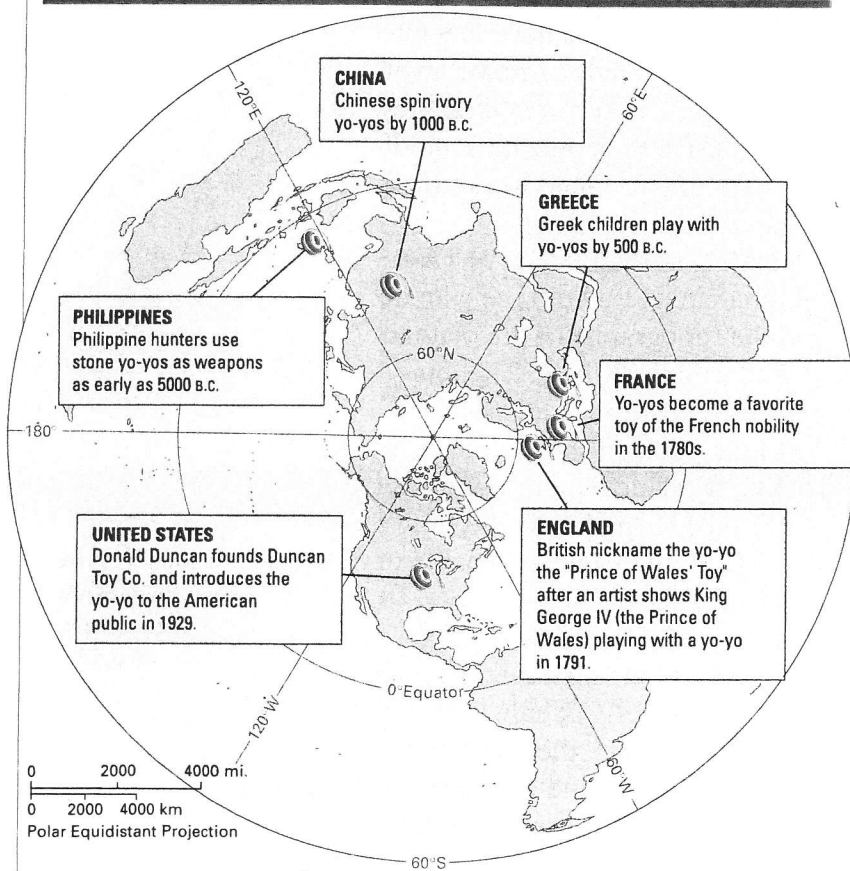 120°E
60°E
CHINA
Chinese spin ivory
yo-yos by 1000 B.C.
GREECE
Greek children play with
yo-yos by 500 B.C.
PHILIPPINES
Philippine hunters use
stone yo-yos as weapons
as early as 5000 B.C.
60°N
FRANCE
Yo-yos become a favorite
toy of the French nobility
in the 1780s.
180°
UNITED STATES
Donald Duncan founds Duncan
Toy Co. and introduces the
yo-yo to the American
public in 1929.
ENGLAND
British nickname the yo-yo
the "Prince of Wales' Toy"
after an artist shows King
George IV (the Prince of
Wales) playing with a yo-yo
in 1791.
0° Equator
120°W
60°W
0 2000 4000 mi.
0 2000 4000 km
Polar Equidistant Projection
60°S